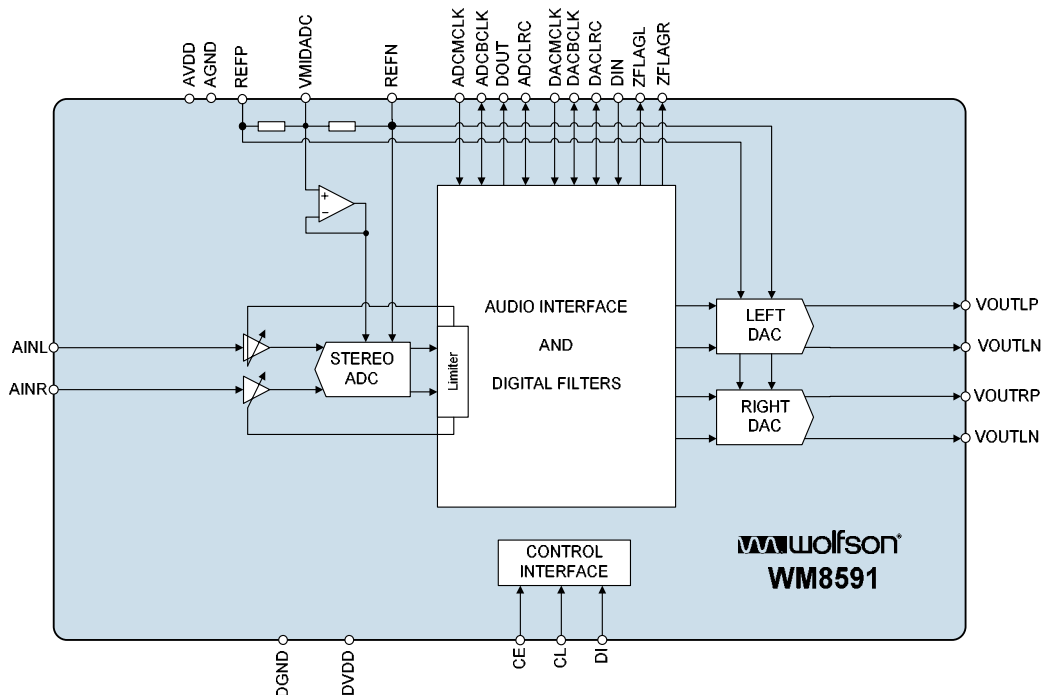 AVDD
AGND
REFP
VMIDADC
REFN
ADCMCLK
ADCBCLK
DOUT
ADCLRC
DACMCLK
DACBCLK
DACLRC
DIN
ZFLAGL
ZFLAGR
+
−
AINL
AINR
STEREO
ADC
Limiter
AUDIO INTERFACE
AND
DIGITAL FILTERS
LEFT
DAC
RIGHT
DAC
VOUTLP
VOUTLN
VOUTRP
VOUTLN
CONTROL
INTERFACE
wolfson®
WM8591
DGND
DVDD
CE
CL
DI